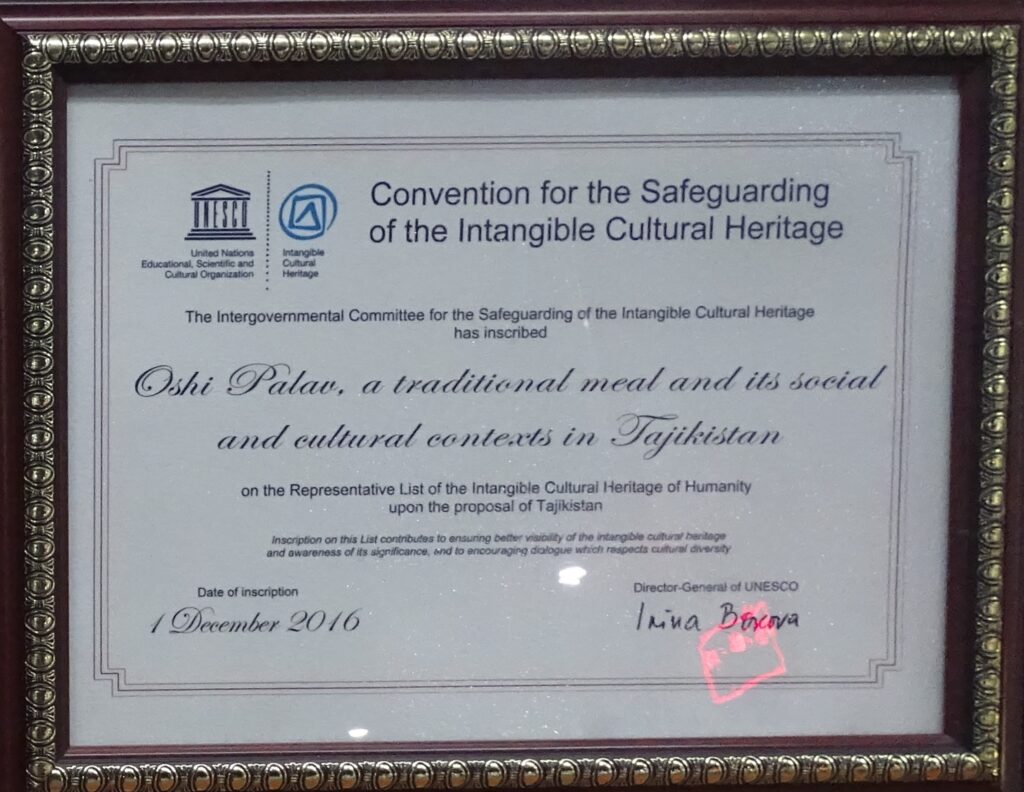 Convention for the Safeguarding
of the Intangible Cultural Heritage
UNESCO
United Nations
Educational, Scientific and
Cultural Organization
Intangible
Cultural
Heritage
The Intergovernmental Committee for the Safeguarding of the Intangible Cultural Heritage
has inscribed
Oshi Palav, a traditional meal and its social
and cultural contexts in Tajikistan
on the Representative List of the Intangible Cultural Heritage of Humanity
upon the proposal of Tajikistan
Inscription on this List contributes to ensuring better visibility of the intangible cultural heritage
and awareness of its significance, and to encouraging dialogue which respects cultural diversity
Date of inscription
1 December 2016
Director-General of UNESCO
Irina Bokova